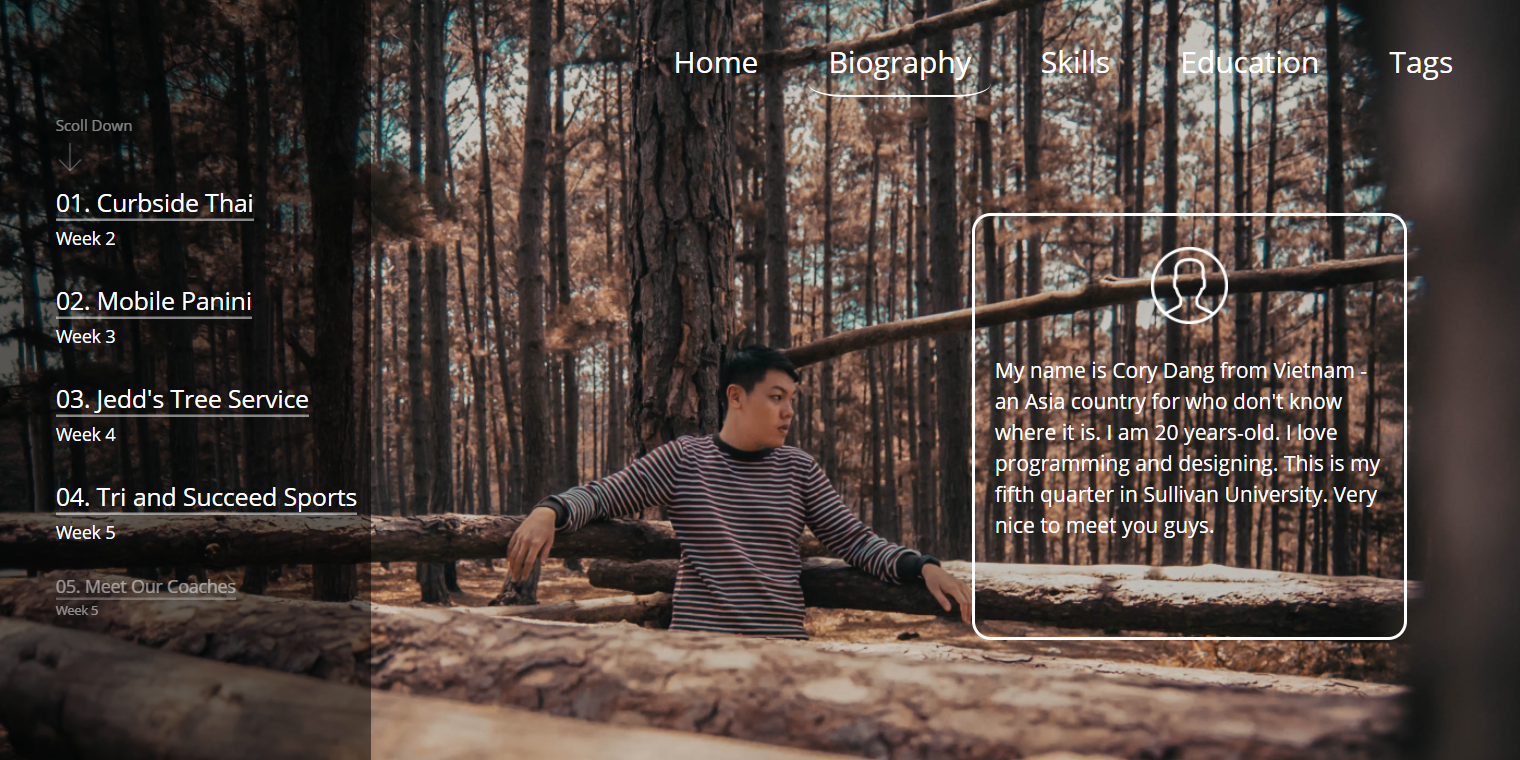 Home Biography Skills Education Tags
Scoll Down
01. Curbside Thai
Week 2
02. Mobile Panini
Week 3
03. Jedd's Tree Service
Week 4
04. Tri and Succeed Sports
Week 5
05. Meet Our Coaches
Week 5
My name is Cory Dang from Vietnam -
an Asia country for who don't know
where it is. I am 20 years-old. I love
programming and designing. This is my
fifth quarter in Sullivan University. Very
nice to meet you guys.